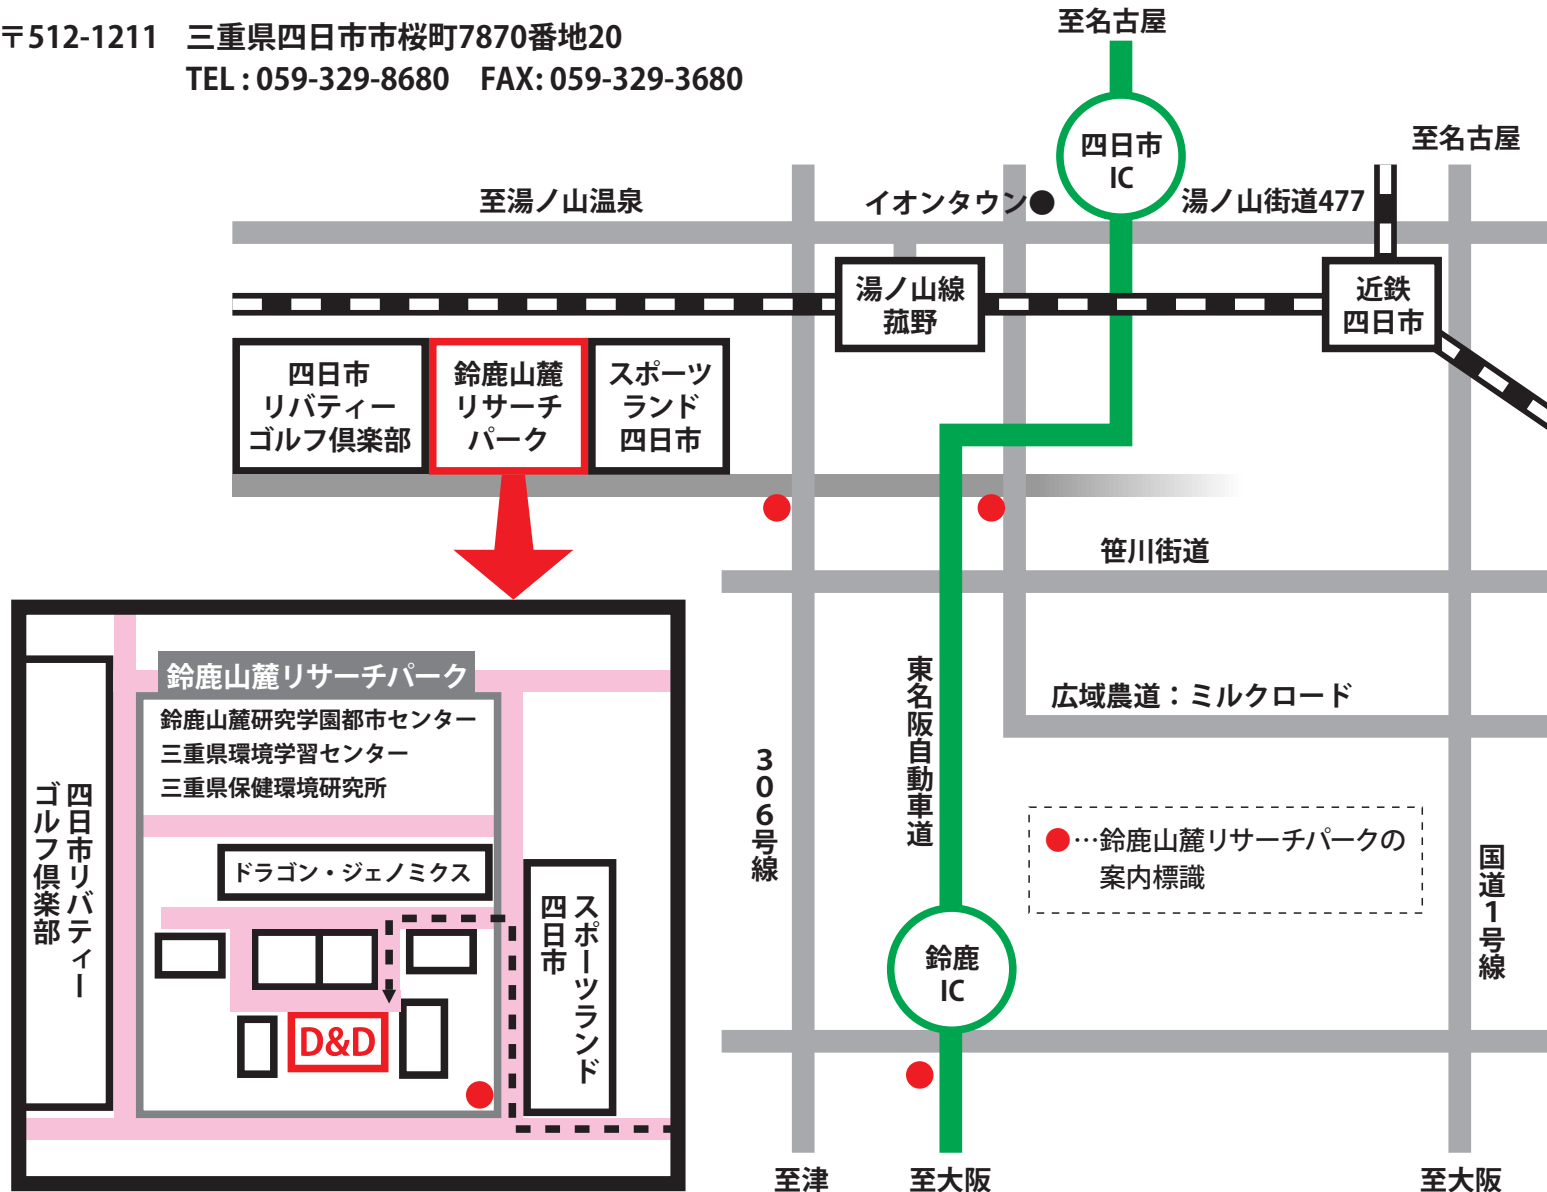 〒512-1211 三重県四日市市桜町7870番地20
TEL : 059-329-8680 FAX: 059-329-3680
至名古屋
四日市
IC
至名古屋
至湯ノ山温泉
イオンタウン●
湯ノ山街道477
湯ノ山線
菰野
近鉄
四日市
四日市
リバティー
ゴルフ倶楽部
鈴鹿山麓
リサーチ
パーク
スポーツ
ランド
四日市
笹川街道
東名阪自動車道
広域農道：ミルクロード
306号線
●…鈴鹿山麓リサーチパークの
案内標識
国道1号線
鈴鹿
IC
至津
至大阪
至大阪
鈴鹿山麓リサーチパーク
鈴鹿山麓研究学園都市センター
三重県環境学習センター
三重県保健環境研究所
四日市リバティー
ゴルフ倶楽部
ドラゴン・ジェノミクス
スポーツランド
四日市
D&D